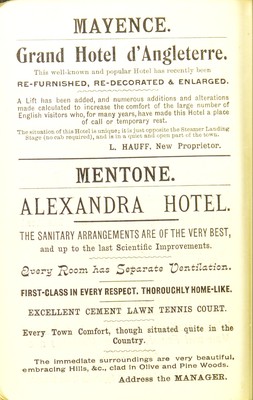 MAYENCE.
Grand Hotel d'Angleterre.
This well-known and popular Hotel has recently been
RE-FURNISHED, RE-DECORATED & ENLARGED.
A Lift has been added, and numerous additions and alterations
made calculated to increase the comfort of the large number of
English visitors who, for many years, have made this Hotel a place
of call or temporary rest.
The situation of this Hotel is unique; it is just opposite the Steamer Landing
Stage (no cab required), and is in a quiet and open part of the town.
L. HAUFF, New Proprietor.
MENTONE.
ALEXANDRA HOTEL.
THE SANITARY ARRANGEMENTS ARE OF THE VERY BEST,
and up to the last Scientific Improvements.
Every Room has Separate Ventilation.
FIRST-CLASS IN EVERY RESPECT. THOROUCHLY HOME-LIKE.
EXCELLENT CEMENT LAWN TENNIS COURT.
Every Town Comfort, though situated quite in the
Country.
The immediate surroundings are very beautiful,
embracing Hills, &c., clad in Olive and Pine Woods.
Address the MANAGER.